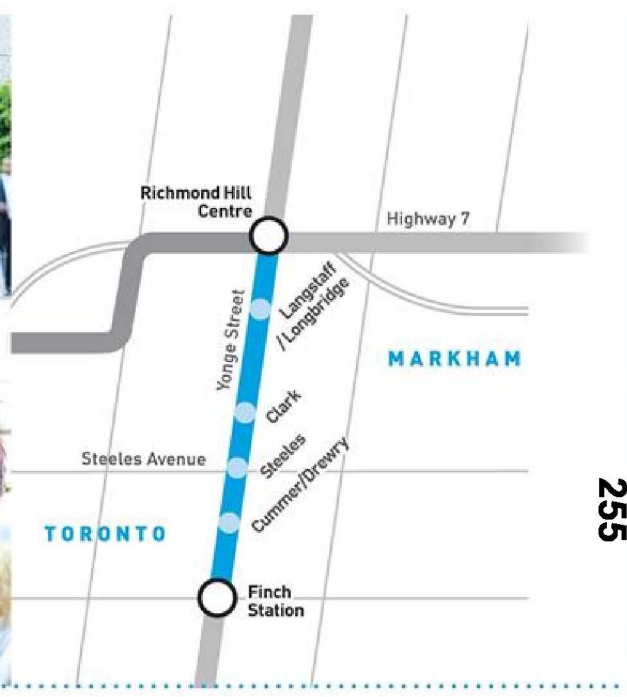 Richmond Hill
Centre
Highway 7
Langstaff
/ Longbridge
Yonge Street
MARKHAM
Clark
Steeles Avenue
Steeles
Cummer/Drewry
255
TORONTO
Finch
Station